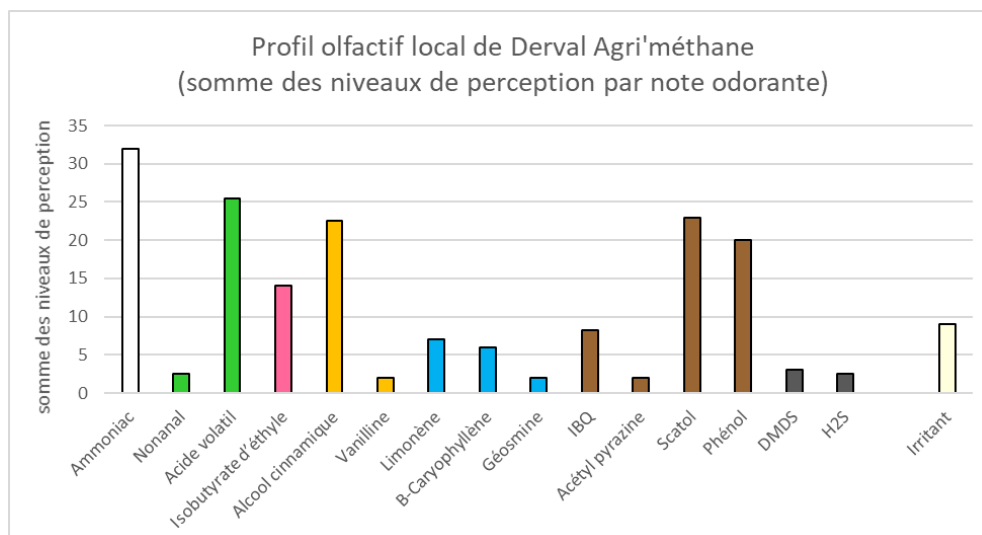 Profil olfactif local de Derval Agri'méthane
(somme des niveaux de perception par note odorante)
somme des niveaux de perception
35
30
25
20
15
10
5
0
Ammoniac
Nonanal
Acide volatil
Isobutyrate d'éthyle
Alcool cinnamique
Vanilline
Limonène
B-Caryophyllène
Géosmine
IBQ
Acétyl pyrazine
Scatol
Phénol
DMDS
H2S
Irritant